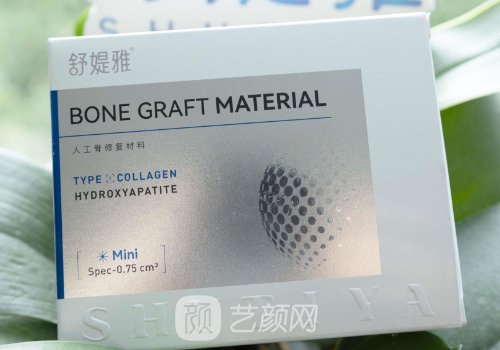 舒媞雅®
BONE GRAFT MATERIAL
人工骨修复材料
TYPE I COLLAGEN
HYDROXYAPATITE
Mini
Spec-0.75 cm³
SHUTIYA
颜 艺颜网